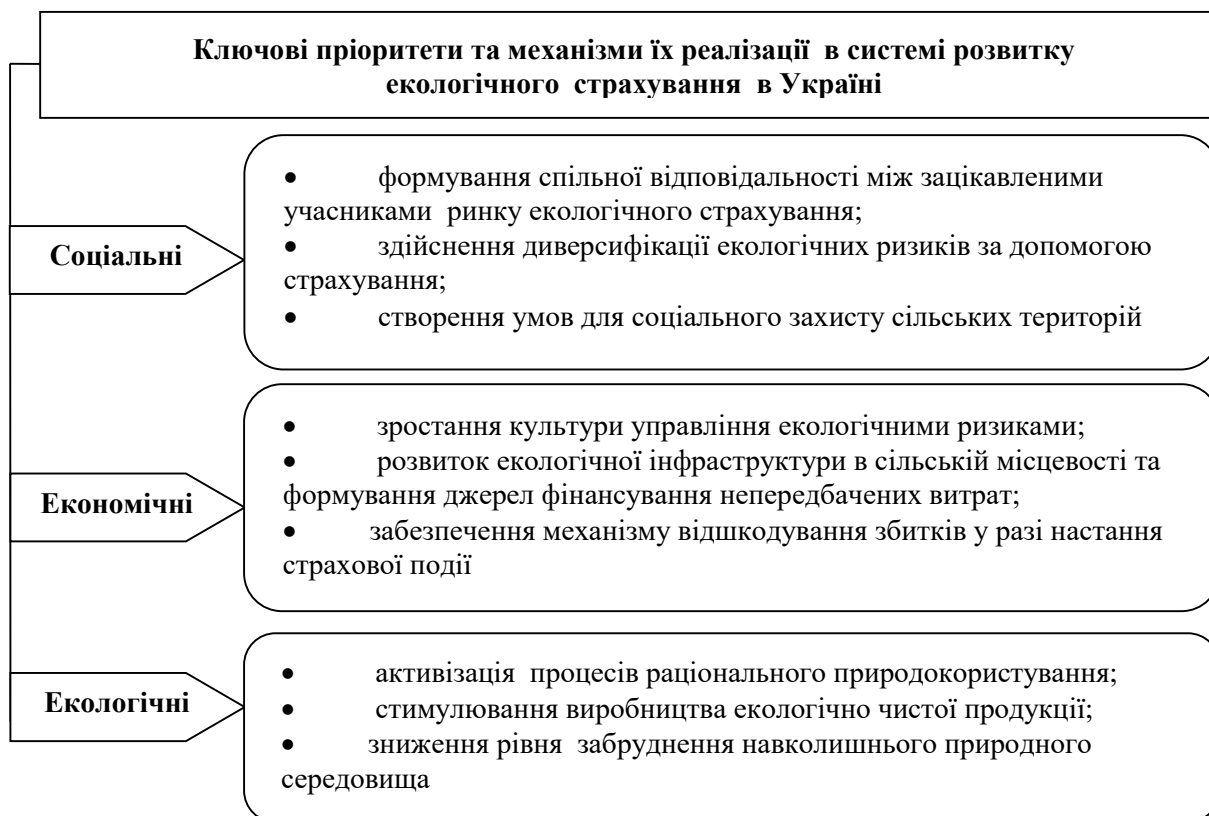 Ключові пріоритети та механізми їх реалізації в системі розвитку
екологічного страхування в Україні
Соціальні
• формування спільної відповідальності між зацікавленими
учасниками ринку екологічного страхування;
• здійснення диверсифікації екологічних ризиків за допомогою
страхування;
• створення умов для соціального захисту сільських територій
Економічні
• зростання культури управління екологічними ризиками;
• розвиток екологічної інфраструктури в сільській місцевості та
формування джерел фінансування непередбачених витрат;
• забезпечення механізму відшкодування збитків у разі настання
страхової події
Екологічні
• активізація процесів раціонального природокористування;
• стимулювання виробництва екологічно чистої продукції;
• зниження рівня забруднення навколишнього природного
середовища